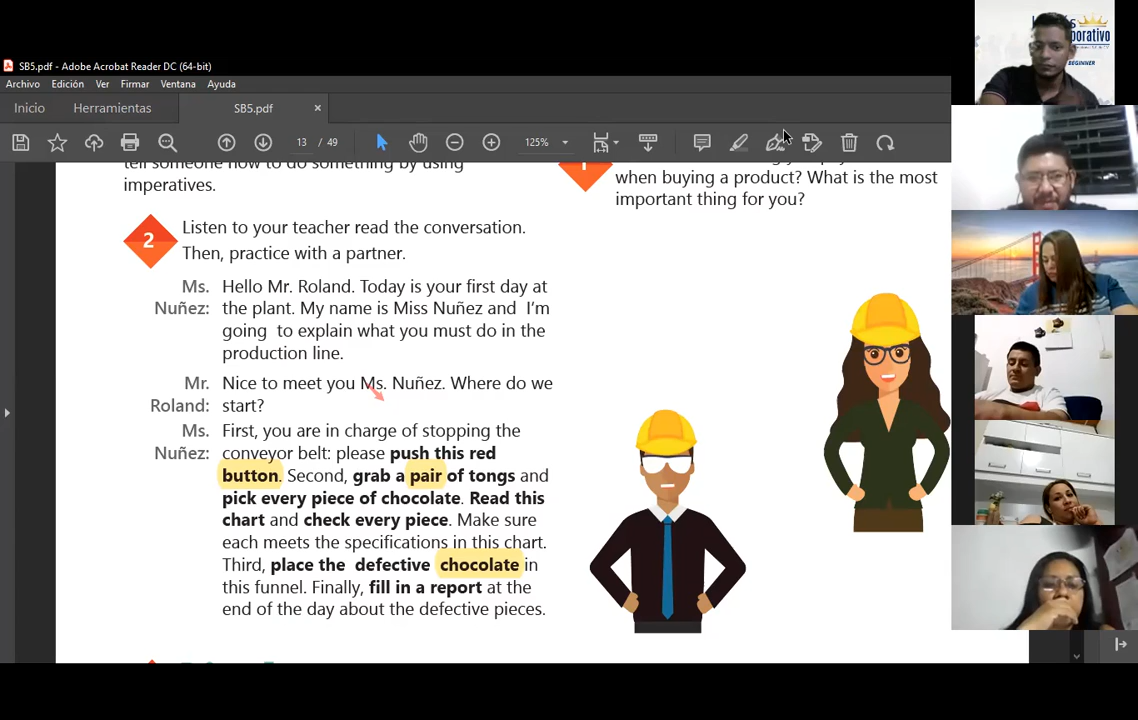 SB5.pdf - Adobe Acrobat Reader DC (64-bit)
Archivo Edición Ver Firmar Ventana Ayuda
Inicio Herramientas SB5.pdf ×
13 / 49 125%
tell someone how to do something by using
imperatives.
when buying a product? What is the most
important thing for you?
2 Listen to your teacher read the conversation.
Then, practice with a partner.
Ms. Hello Mr. Roland. Today is your first day at
Nuñez: the plant. My name is Miss Nuñez and I'm
going to explain what you must do in the
production line.
Mr. Nice to meet you Ms. Nuñez. Where do we
Roland: start?
Ms. First, you are in charge of stopping the
Nuñez: conveyor belt: please push this red
button. Second, grab a pair of tongs and
pick every piece of chocolate. Read this
chart and check every piece. Make sure
each meets the specifications in this chart.
Third, place the defective chocolate in
this funnel. Finally, fill in a report at the
end of the day about the defective pieces.
BEGINNER